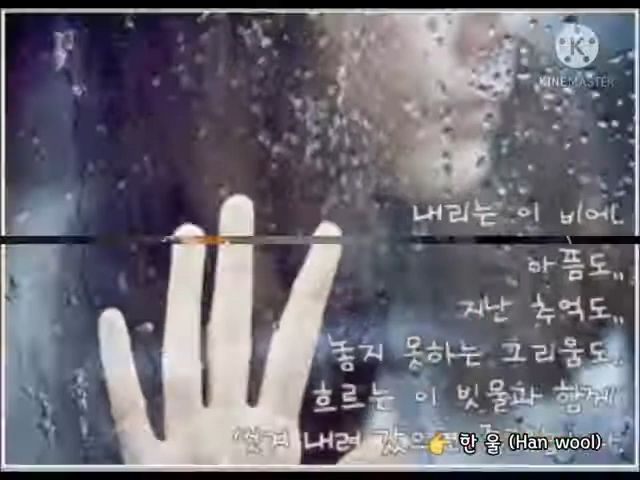 KINEMASTER
내리는 이 비에..
아픔도,,
지난 추억도,,
놓지 못하는 그리움도,
흐르는 이 빗물과 함께
씻겨 내려 갔으
👉 한 울 (Han wool)